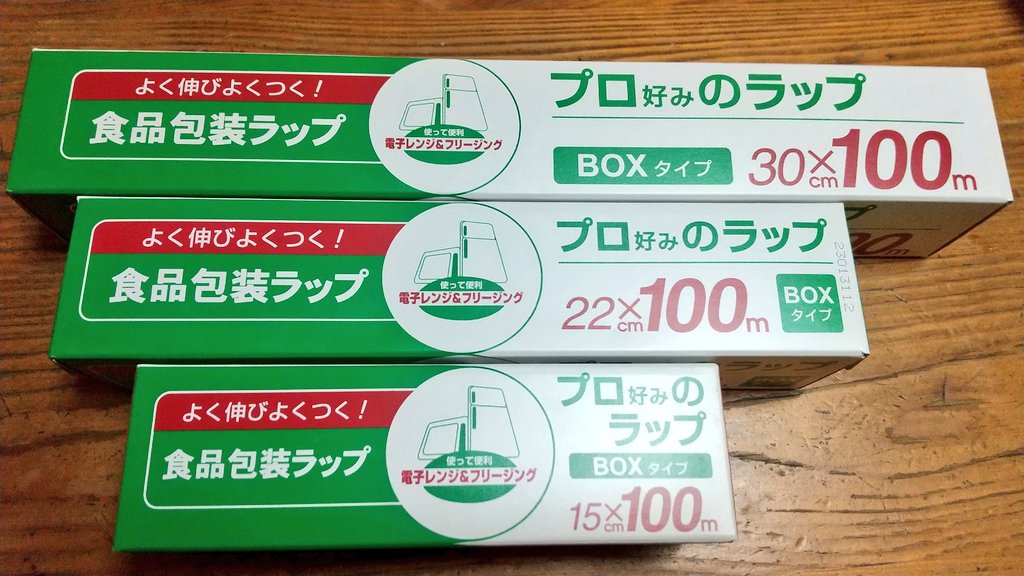 よく伸びよくつく!
食品包装ラップ
使って便利
電子レンジ&フリージング
プロ好みのラップ
BOXタイプ
30cm×100m
よく伸びよくつく!
食品包装ラップ
使って便利
電子レンジ&フリージング
プロ好みのラップ
22cm×100m
BOX
タイプ
23013112
よく伸びよくつく!
食品包装ラップ
使って便利
電子レンジ&フリージング
プロ好みの
ラップ
BOXタイプ
15cm×100m